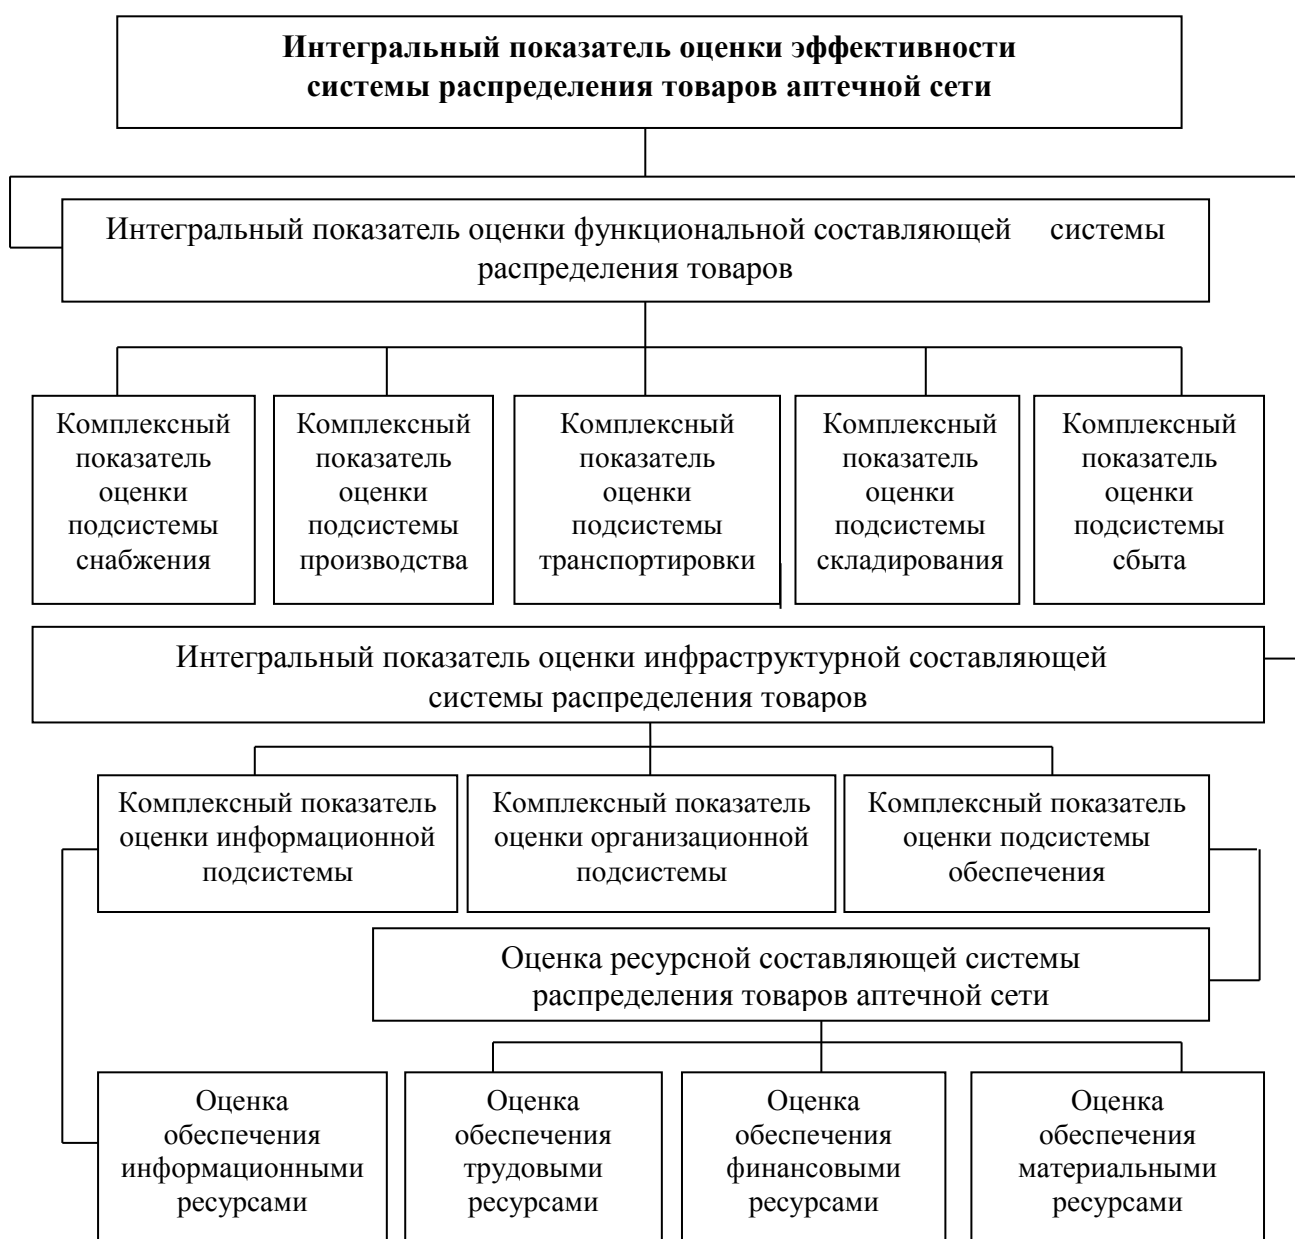 Интегральный показатель оценки эффективности
системы распределения товаров аптечной сети
Интегральный показатель оценки функциональной составляющей системы
распределения товаров
Комплексный
показатель
оценки
подсистемы
снабжения
Комплексный
показатель
оценки
подсистемы
производства
Комплексный
показатель
оценки
подсистемы
транспортировки
Комплексный
показатель
оценки
подсистемы
складирования
Комплексный
показатель
оценки
подсистемы
сбыта
Интегральный показатель оценки инфраструктурной составляющей
системы распределения товаров
Комплексный показатель
оценки информационной
подсистемы
Комплексный показатель
оценки организационной
подсистемы
Комплексный показатель
оценки подсистемы
обеспечения
Оценка ресурсной составляющей системы
распределения товаров аптечной сети
Оценка
обеспечения
информационными
ресурсами
Оценка
обеспечения
трудовыми
ресурсами
Оценка
обеспечения
финансовыми
ресурсами
Оценка
обеспечения
материальными
ресурсами